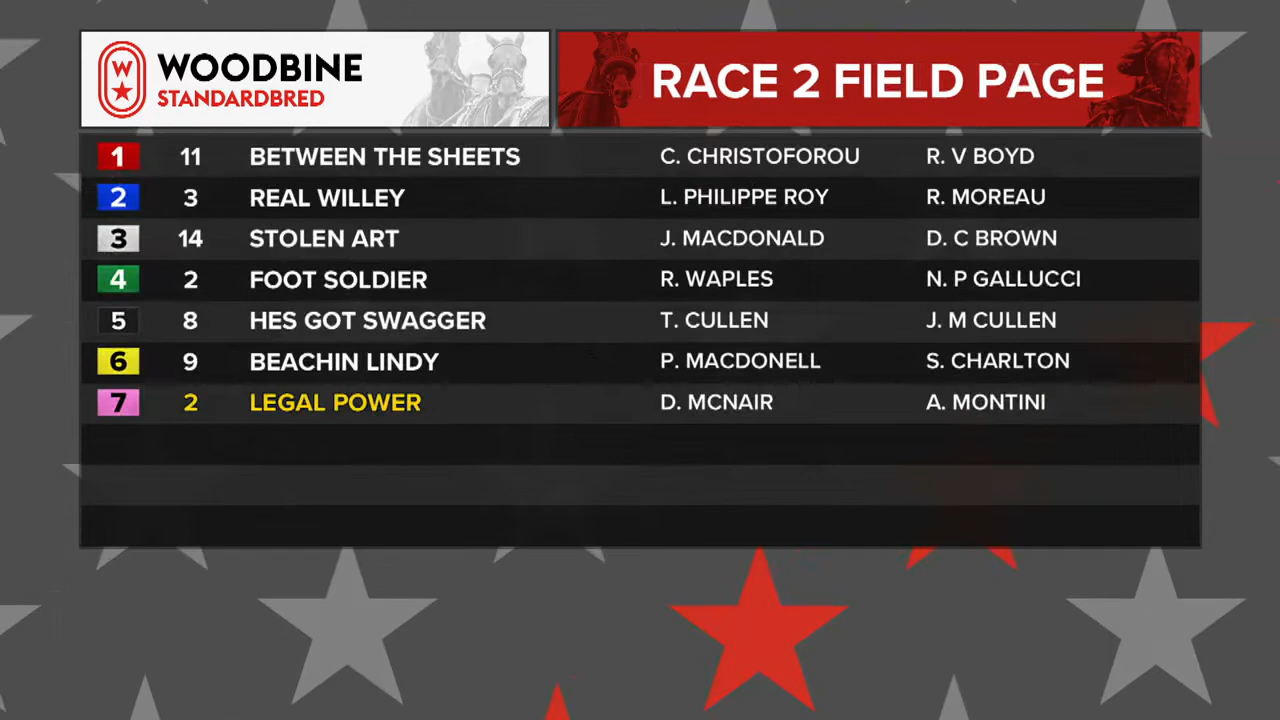 W
WOODBINE
STANDARDBRED
RACE 2 FIELD PAGE
1 11 BETWEEN THE SHEETS C. CHRISTOFOROU R. V BOYD
2 3 REAL WILLEY L. PHILIPPE ROY R. MOREAU
3 14 STOLEN ART J. MACDONALD D. C BROWN
4 2 FOOT SOLDIER R. WAPLES N. P GALLUCCI
5 8 HES GOT SWAGGER T. CULLEN J. M CULLEN
6 9 BEACHIN LINDY P. MACDONELL S. CHARLTON
7 2 LEGAL POWER D. MCNAIR A. MONTINI